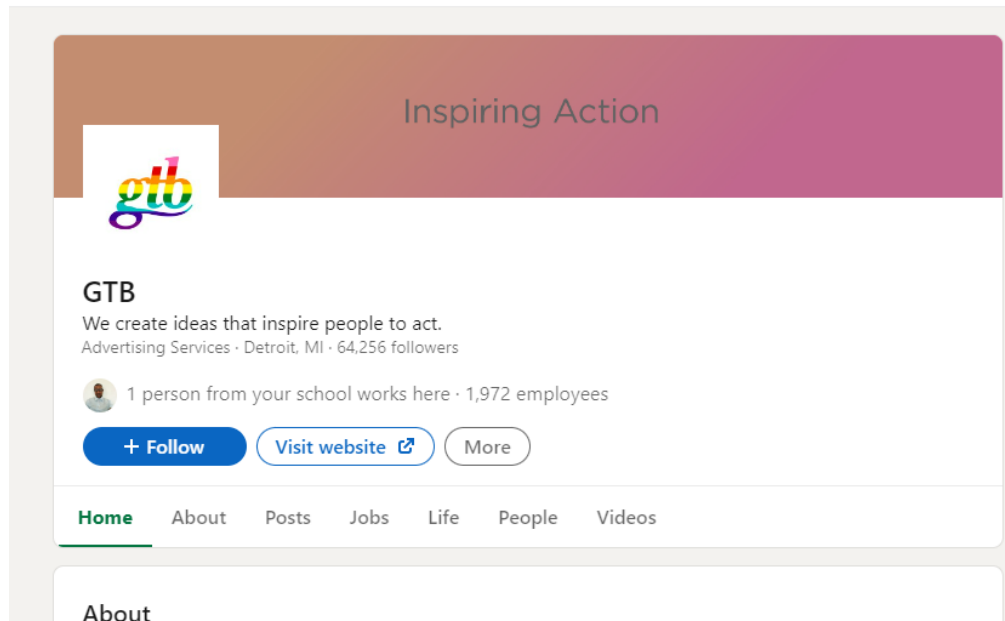 Inspiring Action
gtb
GTB
We create ideas that inspire people to act.
Advertising Services · Detroit, MI · 64,256 followers
1 person from your school works here · 1,972 employees
+ Follow
Visit website
More
Home About Posts Jobs Life People Videos
About